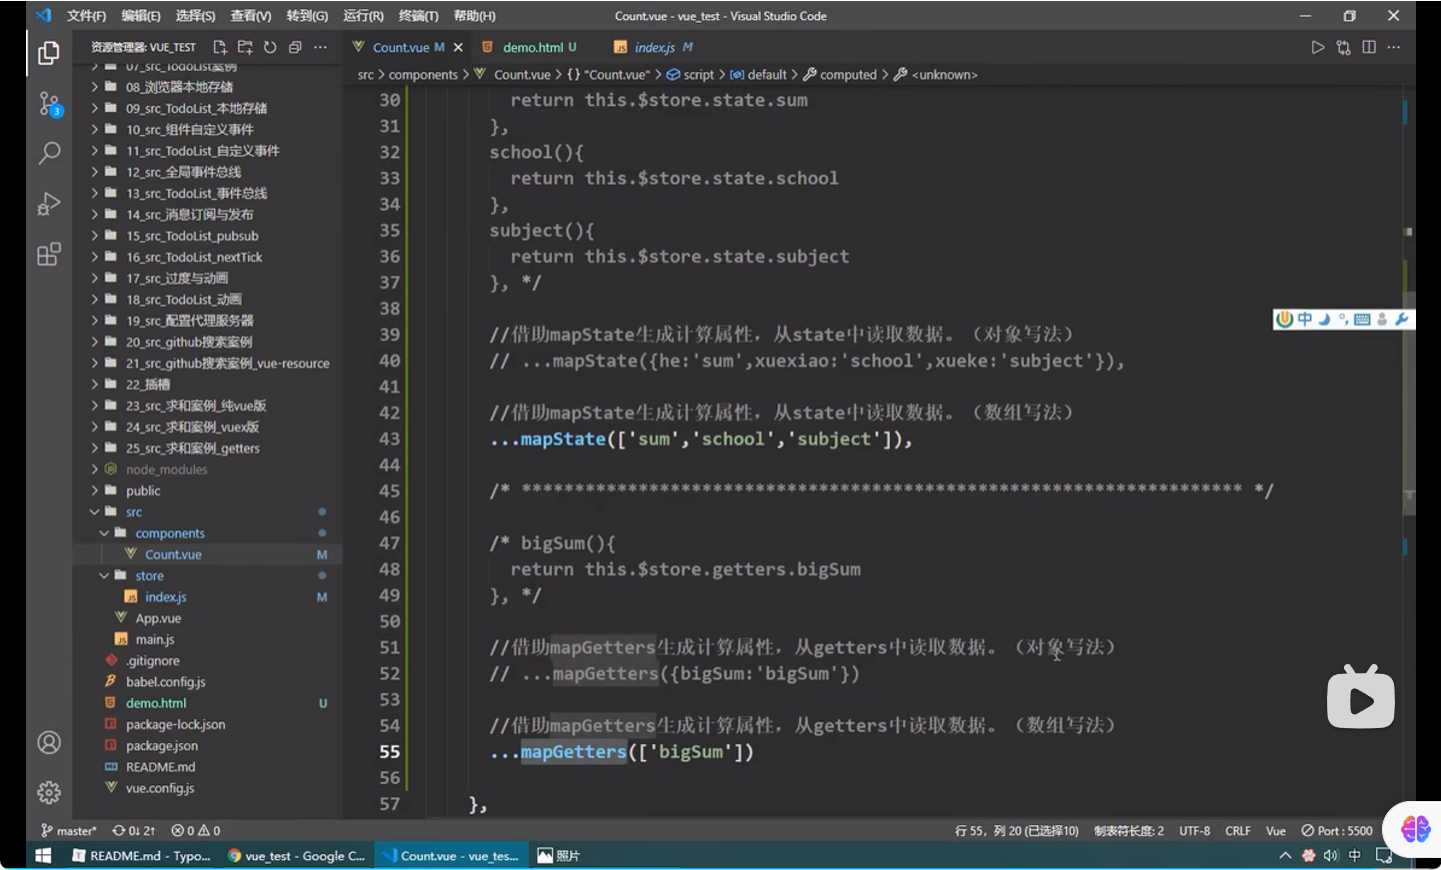 文件(F) 编辑(E) 选择(S) 查看(V) 转到(G) 运行(R) 终端(T) 帮助(H) Count.vue - vue_test - Visual Studio Code
资源管理器: VUE_TEST
07_src_TodoList案例
08_浏览器本地存储
09_src_TodoList_本地存储
10_src_组件自定义事件
11_src_TodoList_自定义事件
12_src_全局事件总线
13_src_TodoList_事件总线
14_src_消息订阅与发布
15_src_TodoList_pubsub
16_src_TodoList_nextTick
17_src_过度与动画
18_src_TodoList_动画
19_src_配置代理服务器
20_src_github搜索案例
21_src_github搜索案例_vue-resource
22_插槽
23_src_求和案例_纯vue版
24_src_求和案例_vuex版
25_src_求和案例_getters
node_modules
public
src
components
Count.vue M
store
index.js M
App.vue
main.js
.gitignore
babel.config.js
demo.html U
package-lock.json
package.json
README.md
vue.config.js
Count.vue M demo.html U index.js M
src > components > Count.vue > {} "Count.vue" > script > default > computed > <unknown>
30 return this.$store.state.sum
31 },
32 school(){
33 return this.$store.state.school
34 },
35 subject(){
36 return this.$store.state.subject
37 }, */
38
39 //借助mapState生成计算属性，从state中读取数据。（对象写法）
40 // ...mapState({he:'sum',xuexiao:'school',xueke:'subject'}),
41
42 //借助mapState生成计算属性，从state中读取数据。（数组写法）
43 ...mapState(['sum','school','subject']),
44
45 /* ******************************************************************** */
46
47 /* bigSum(){
48 return this.$store.getters.bigSum
49 }, */
50
51 //借助mapGetters生成计算属性，从getters中读取数据。（对象写法）
52 // ...mapGetters({bigSum:'bigSum'})
53
54 //借助mapGetters生成计算属性，从getters中读取数据。（数组写法）
55 ...mapGetters(['bigSum'])
56
57 },
3
中
master* 0↓ 2↑ 0 0 行 55，列 20 (已选择10) 制表符长度: 2 UTF-8 CRLF Vue Port : 5500
README.md - Typo... vue_test - Google C... Count.vue - vue_tes... 照片 中